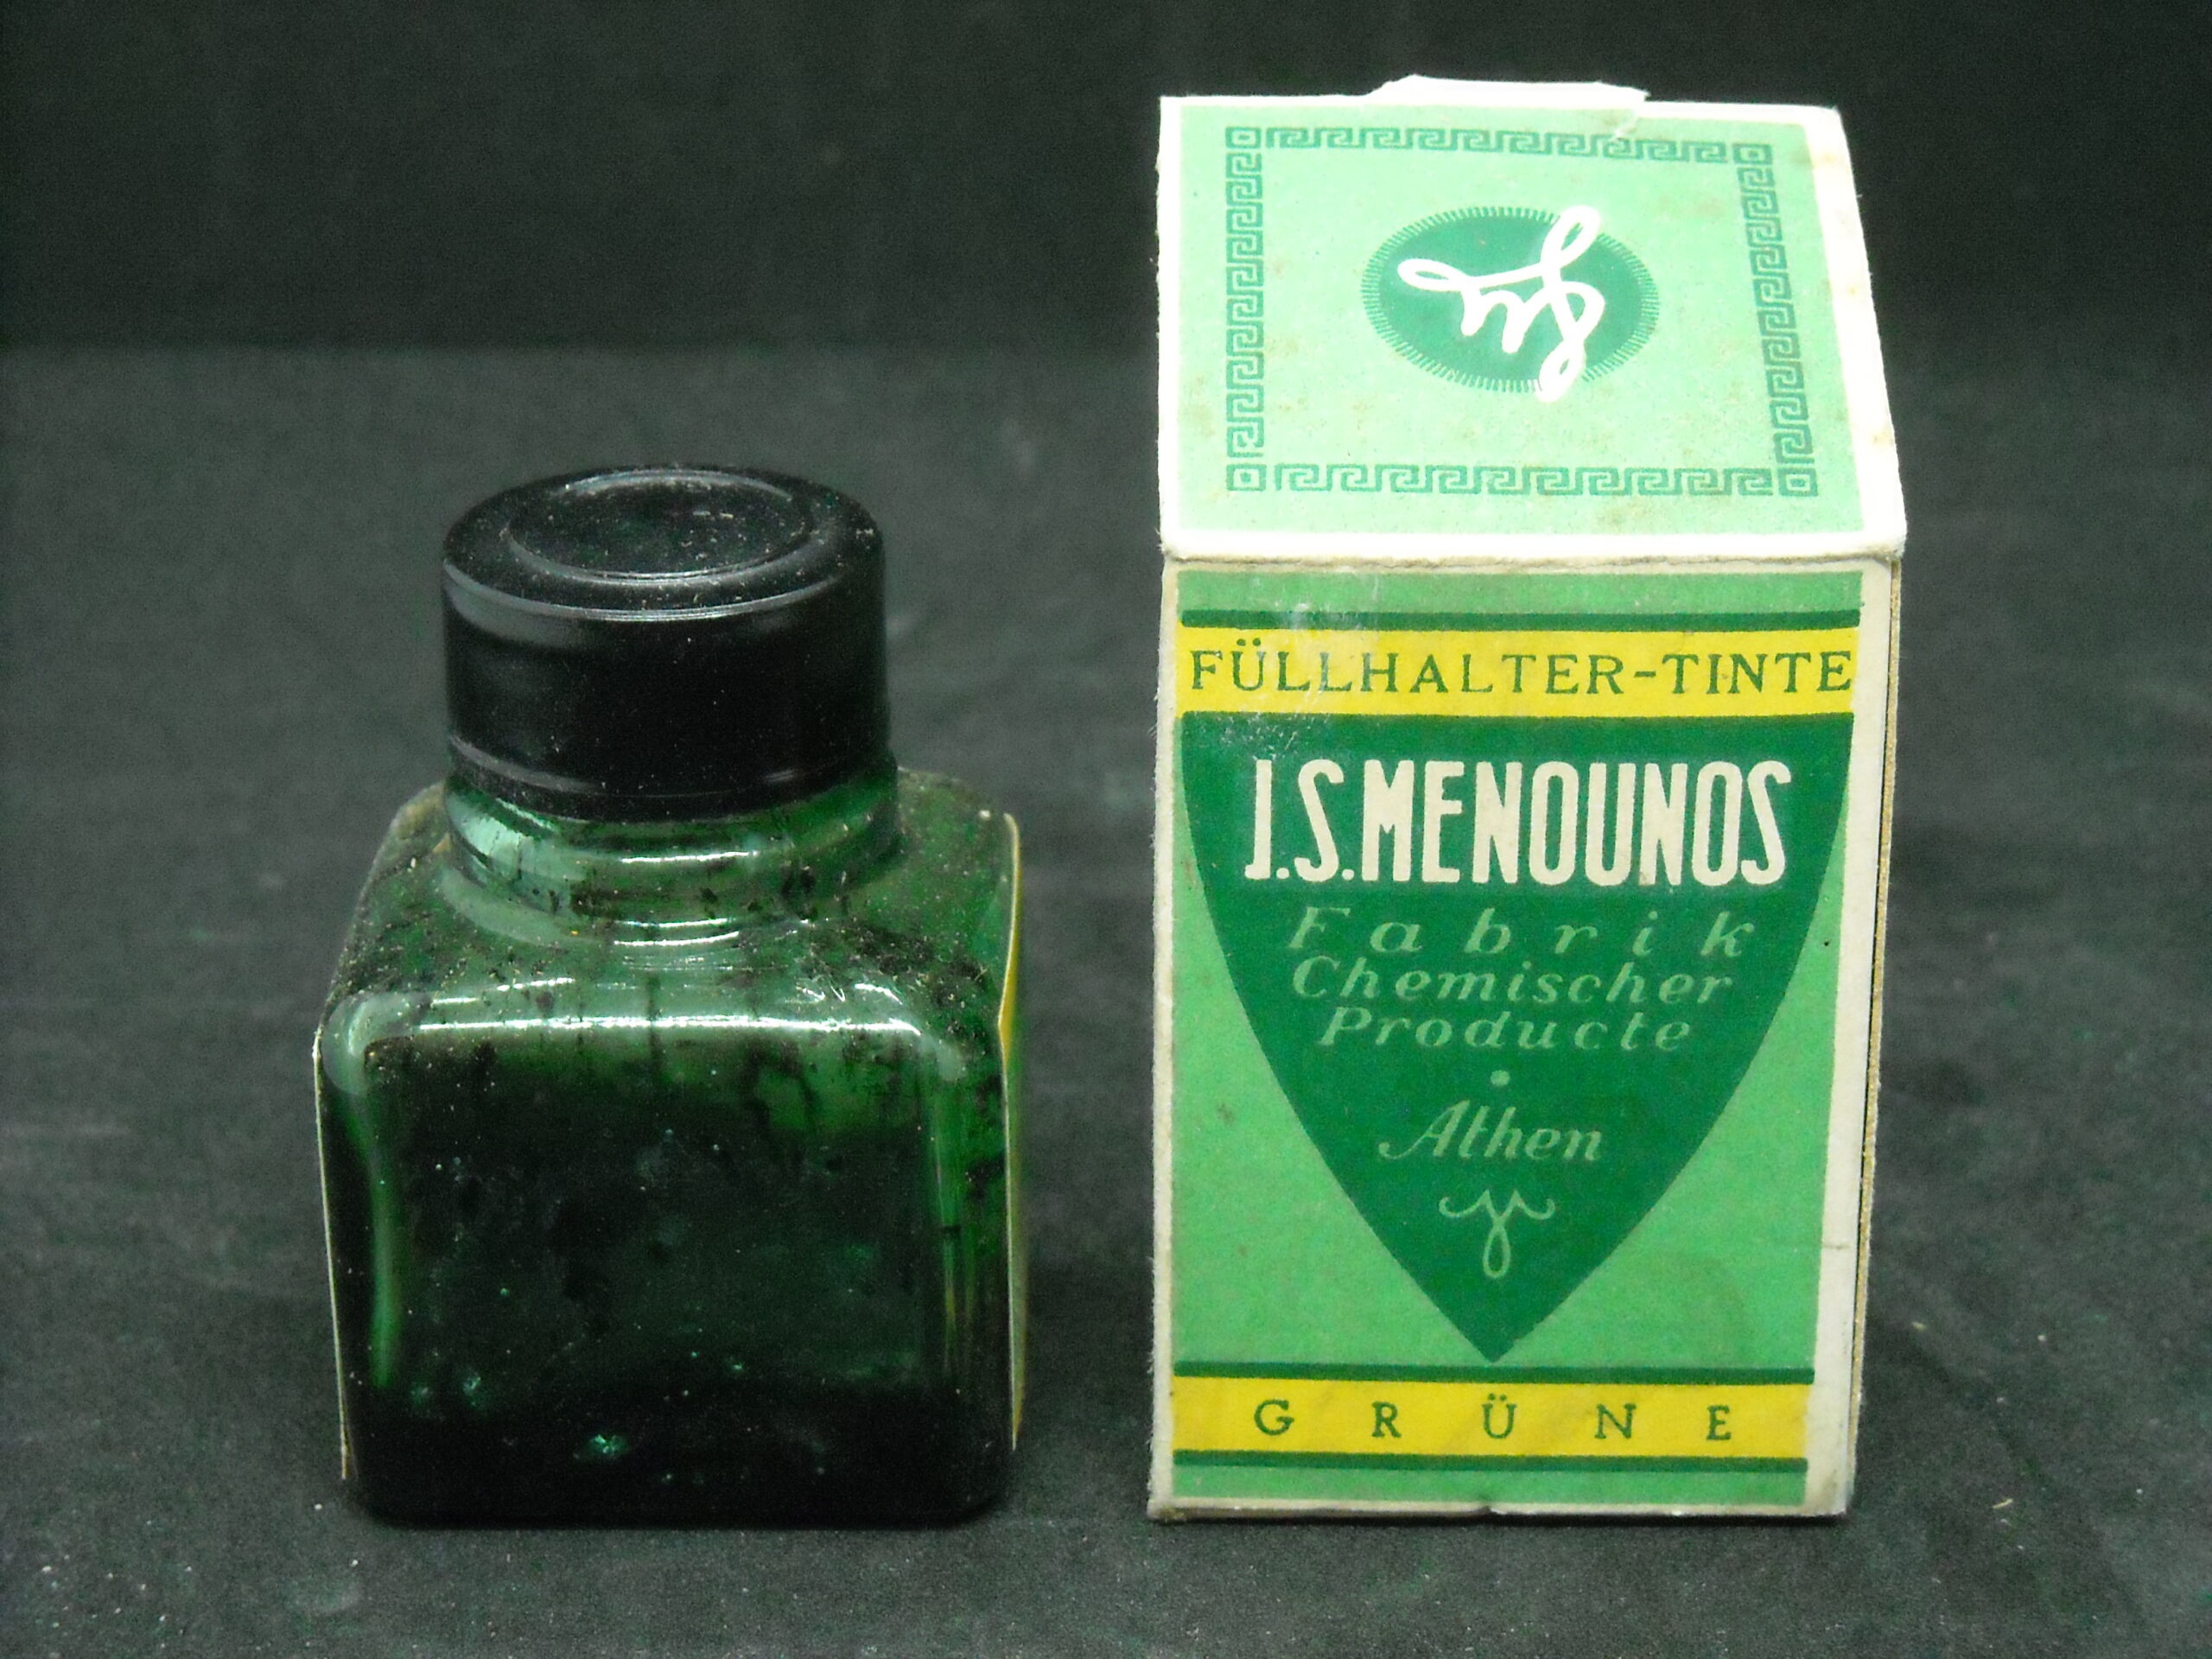 FÜLLHALTER-TINTE
J.S.MENOUNOS
Fabrik
Chemischer
Producte
Athen
GRÜNE